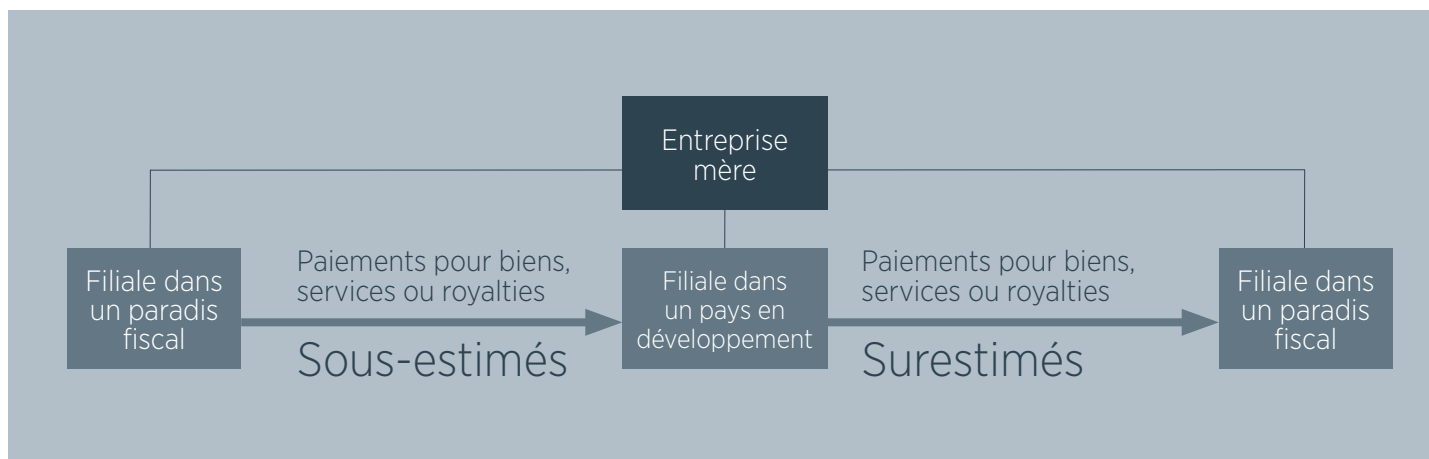 Entreprise
mère
Filiale dans
un paradis
fiscal
Paiements pour biens,
services ou royalties
Sous-estimés
Filiale dans
un pays en
développement
Paiements pour biens,
services ou royalties
Surestimés
Filiale dans
un paradis
fiscal